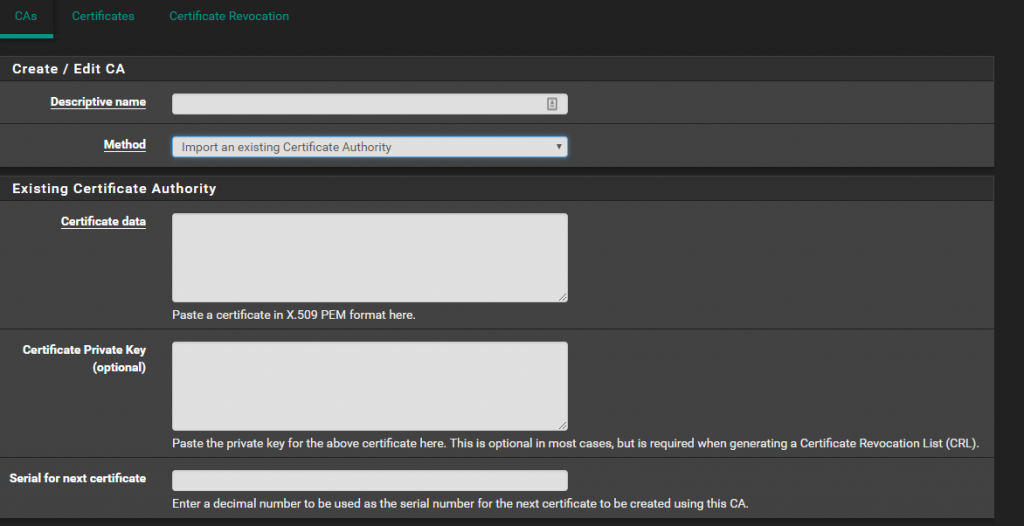 CAs Certificates Certificate Revocation
Create / Edit CA
Descriptive name
Method Import an existing Certificate Authority
Existing Certificate Authority
Certificate data
Paste a certificate in X.509 PEM format here.
Certificate Private Key
(optional)
Paste the private key for the above certificate here. This is optional in most cases, but is required when generating a Certificate Revocation List (CRL).
Serial for next certificate
Enter a decimal number to be used as the serial number for the next certificate to be created using this CA.